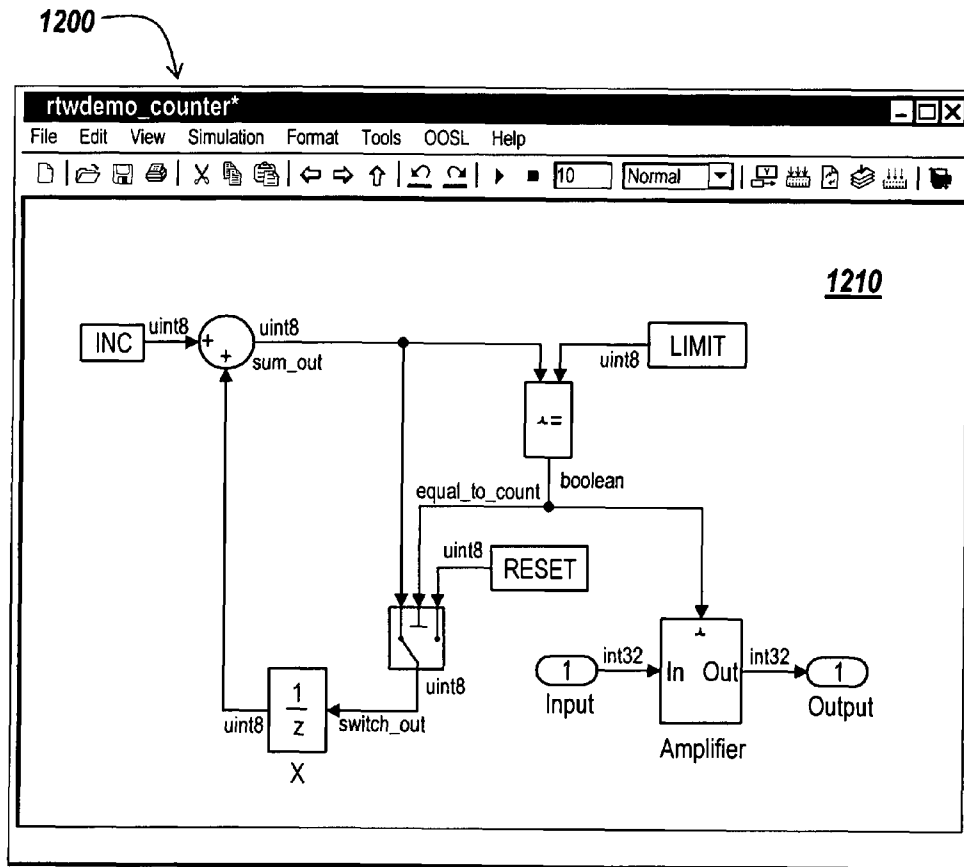 1200
rtwdemo_counter*
File Edit View Simulation Format Tools OOSL Help
10 Normal
1210
INC
uint8
+
+
uint8
sum_out
uint8
LIMIT
=
boolean
equal_to_count
uint8
RESET
uint8
switch_out
uint8
1
z
X
1
Input
int32
In Out
int32
1
Output
Amplifier